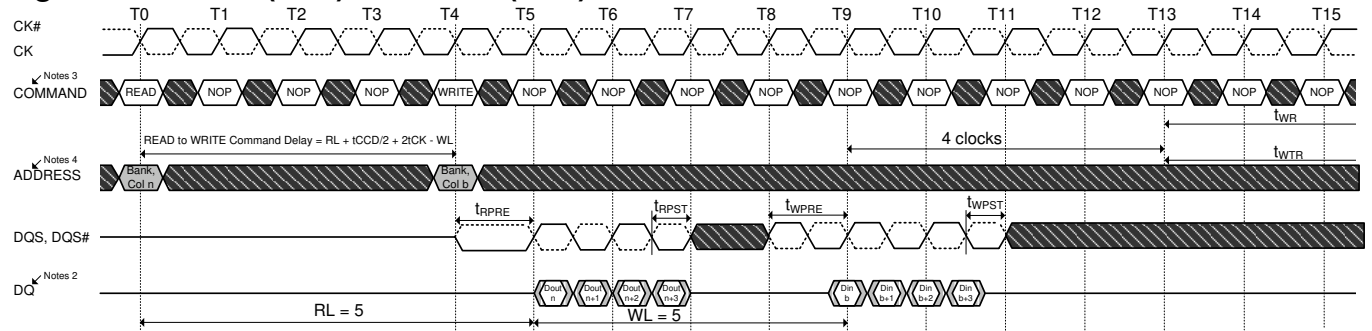 T0 T1 T2 T3 T4 T5 T6 T7 T8 T9 T10 T11 T12 T13 T14 T15
CK#
CK
Notes 3
COMMAND READ NOP NOP NOP WRITE NOP NOP NOP NOP NOP NOP NOP NOP NOP NOP NOP
tWR
READ to WRITE Command Delay = RL + tCCD/2 + 2tCK - WL
4 clocks
tWTR
Notes 4
ADDRESS
Bank,
Col n
Bank,
Col b
tRPRE tRPST tWPRE tWPST
DQS, DQS#
Notes 2
DQ
Dout
n
Dout
n+1
Dout
n+2
Dout
n+3
Din
b
Din
b+1
Din
b+2
Din
b+3
RL = 5 WL = 5